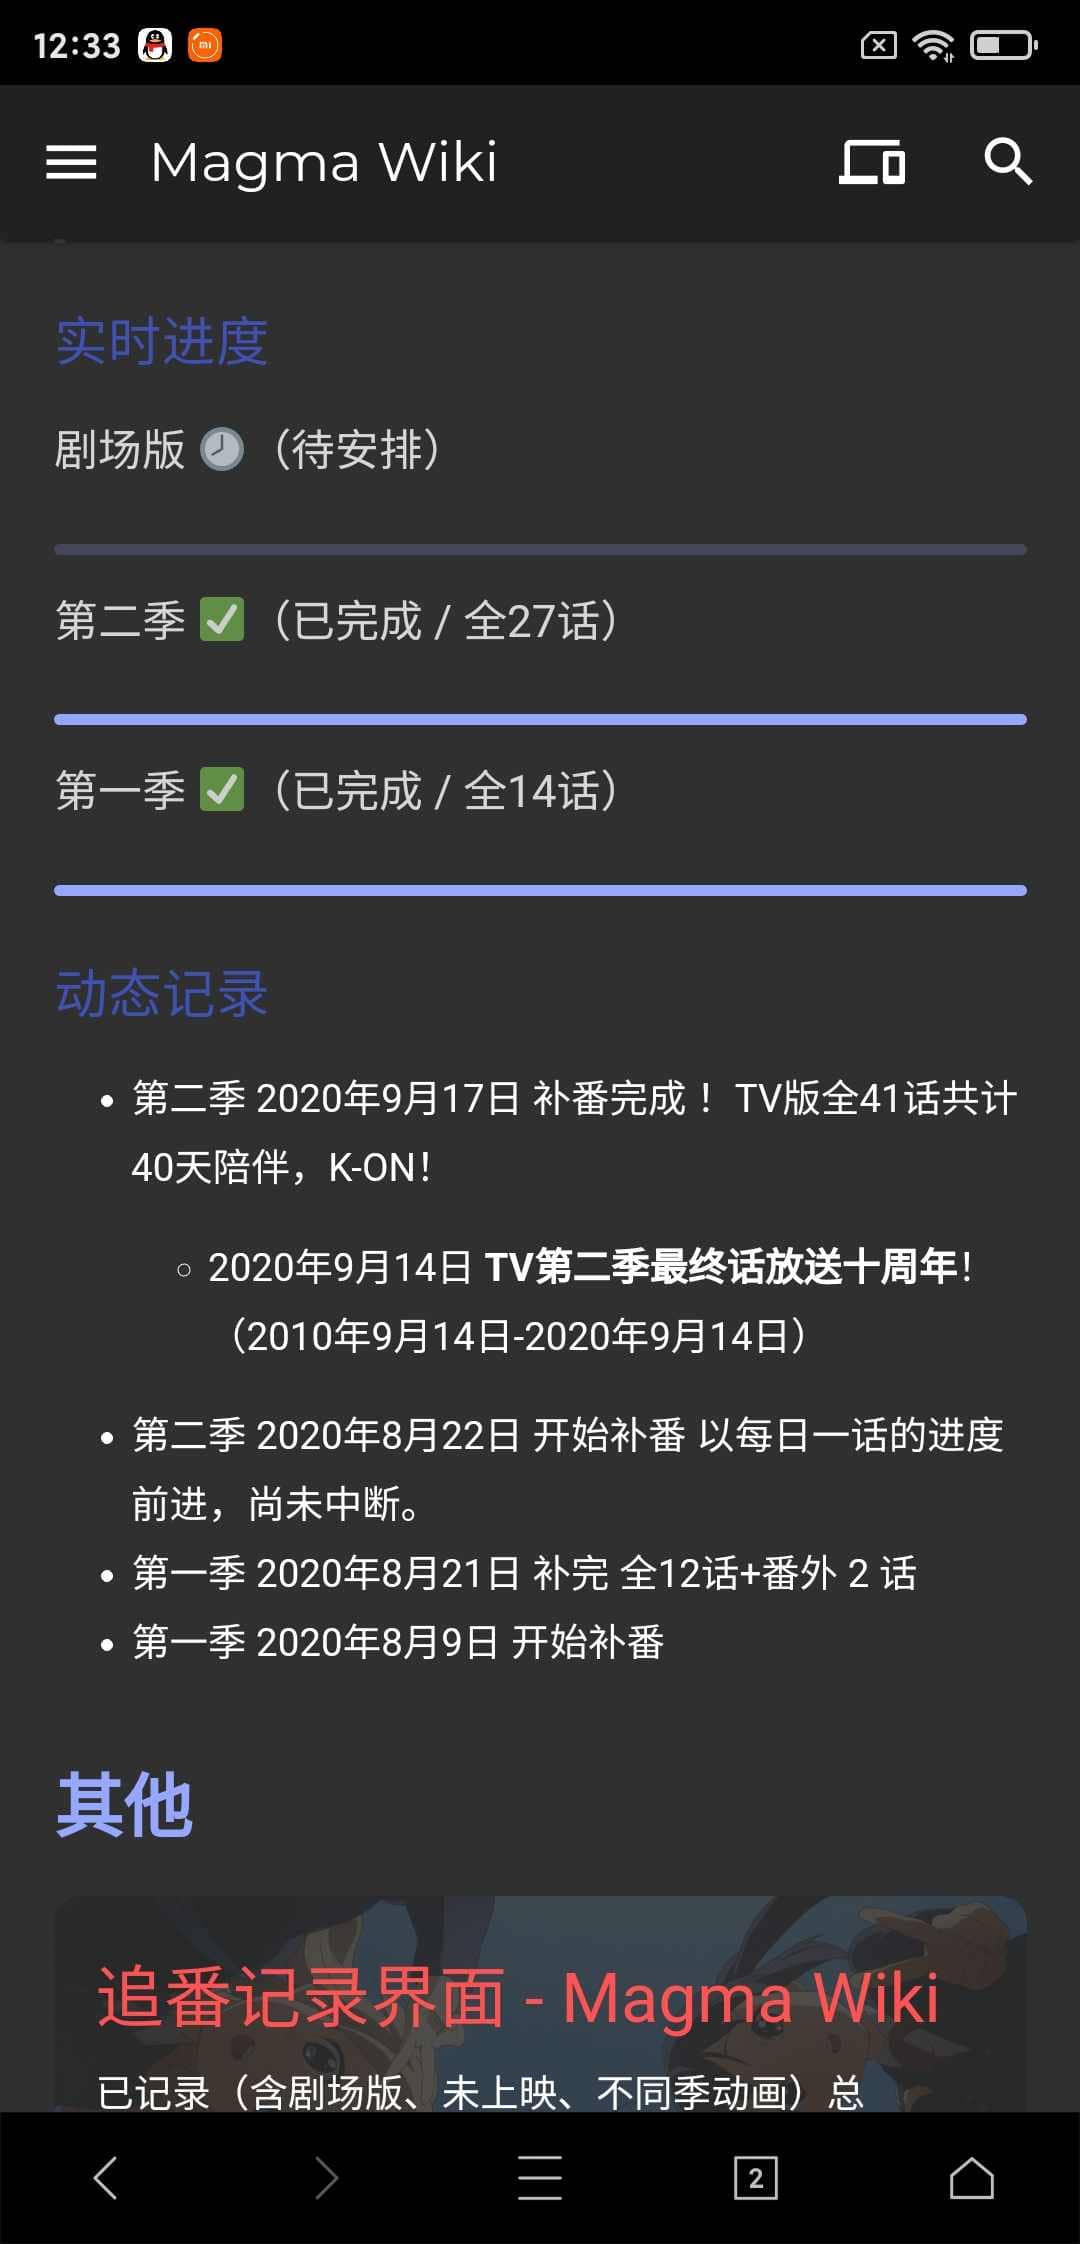 12:33
Magma Wiki
实时进度
剧场版 🕗（待安排）
第二季 ✅（已完成 / 全27话）
第一季 ✅（已完成 / 全14话）
动态记录
• 第二季 2020年9月17日 补番完成！ TV版全41话共计
40天陪伴，K-ON！
◦ 2020年9月14日 TV第二季最终话放送十周年！
（2010年9月14日-2020年9月14日）
• 第二季 2020年8月22日 开始补番 以每日一话的进度
前进，尚未中断。
• 第一季 2020年8月21日 补完 全12话+番外 2 话
• 第一季 2020年8月9日 开始补番
其他
追番记录界面 - Magma Wiki
已记录（含剧场版、未上映、不同季动画）总
2